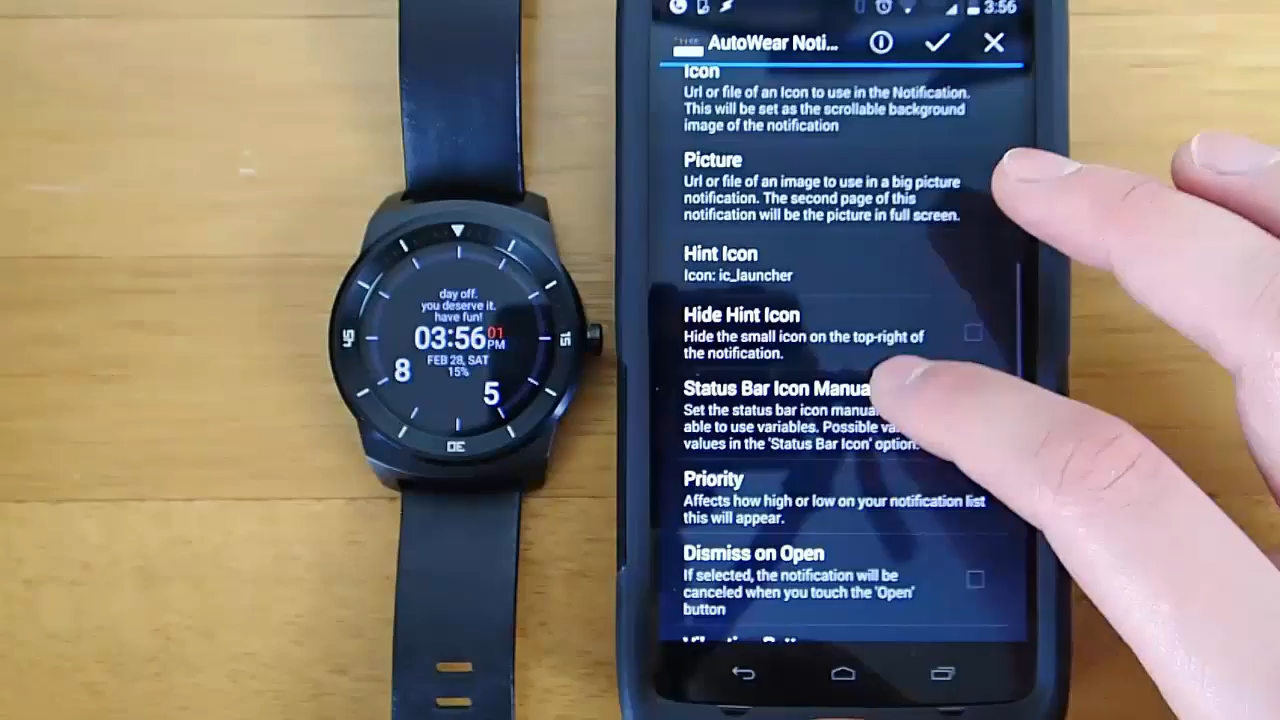 3:56
AutoWear Noti...
Icon
Url or file of an Icon to use in the Notification.
This will be set as the scrollable background
image of the notification
Picture
Url or file of an image to use in a big picture
notification. The second page of this
notification will be the picture in full screen.
Hint Icon
Icon: ic_launcher
Hide Hint Icon
Hide the small icon on the top-right of
the notification.
Status Bar Icon Manua
Set the status bar icon manua
able to use variables. Possible va
values in the 'Status Bar Icon' option.
Priority
Affects how high or low on your notification list
this will appear.
Dismiss on Open
If selected, the notification will be
canceled when you touch the 'Open'
button
day off.
you deserve it.
have fun!
03:56 01
PM
FEB 28, SAT
15%
8
5
15
30
45